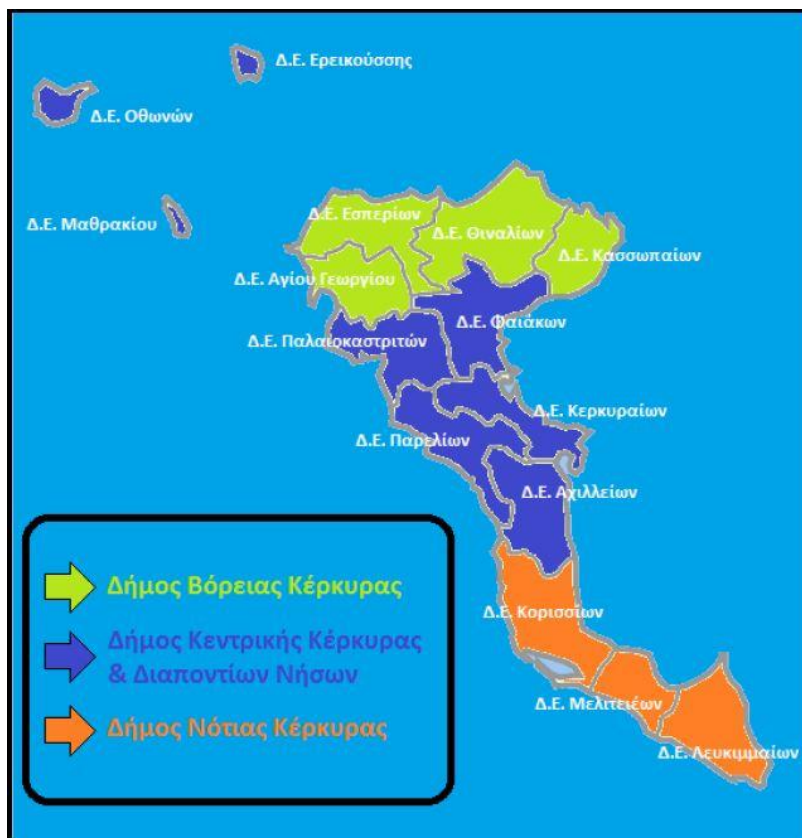 Δ.Ε. Ερεικούσσης
Δ.Ε. Οθωνών
Δ.Ε. Μαθρακίου
Δ.Ε. Εσπερίων
Δ.Ε. Θιναλίων
Δ.Ε. Κασσωπαίων
Δ.Ε. Αγίου Γεωργίου
Δ.Ε. Φαιάκων
Δ.Ε. Παλαιοκαστριτών
Δ.Ε. Κερκυραίων
Δ.Ε. Παρελίων
Δ.Ε. Αχιλλείων
Δ.Ε. Κορισσίων
Δ.Ε. Μελιτειέων
Δ.Ε. Λευκιμμαίων
Δήμος Βόρειας Κέρκυρας
Δήμος Κεντρικής Κέρκυρας
& Διαποντίων Νήσων
Δήμος Νότιας Κέρκυρας